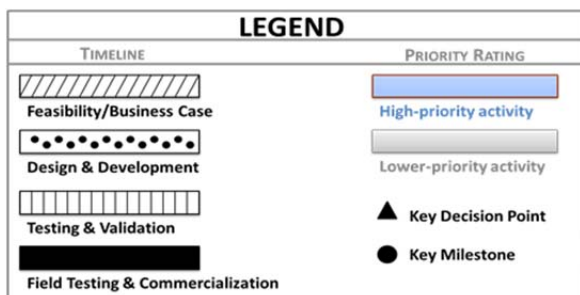 LEGEND
TIMELINE
PRIORITY RATING
Feasibility/Business Case
High-priority activity
Design & Development
Lower-priority activity
Testing & Validation
Key Decision Point
Key Milestone
Field Testing & Commercialization